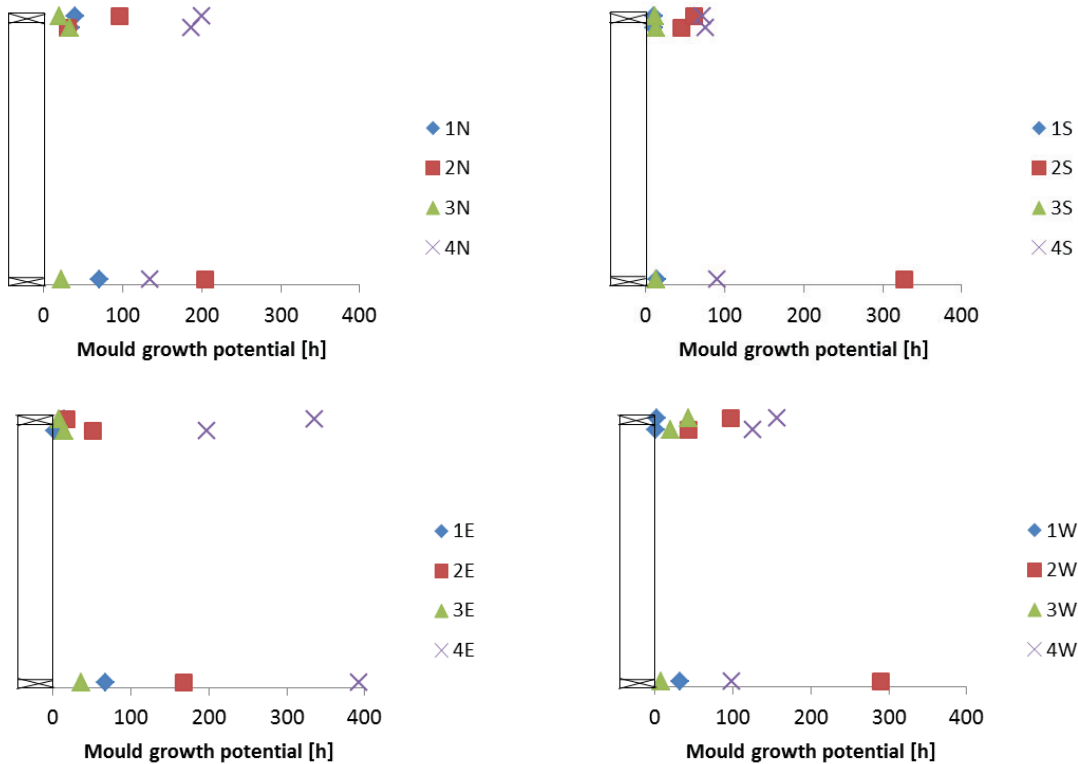 1N
2N
3N
4N
0 100 200 300 400
Mould growth potential [h]
1S
2S
3S
4S
0 100 200 300 400
Mould growth potential [h]
1E
2E
3E
4E
0 100 200 300 400
Mould growth potential [h]
1W
2W
3W
4W
0 100 200 300 400
Mould growth potential [h]